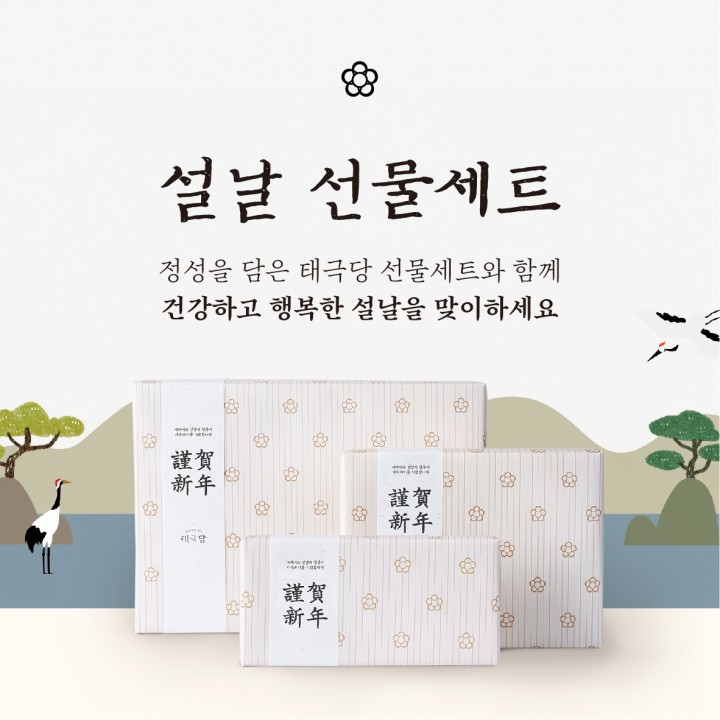 설날 선물세트
정성을 담은 태극당 선물세트와 함께
건강하고 행복한 설날을 맞이하세요
謹賀
新年
태극당
謹賀
新年
謹賀
新年